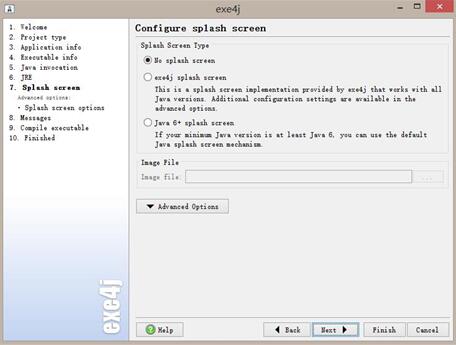 exe4j
1. Welcome
2. Project type
3. Application info
4. Executable info
5. Java invocation
6. JRE
7. Splash screen
Advanced options:
· Splash screen options
8. Messages
9. Compile executable
10. Finished
exe4j
Configure splash screen
Splash Screen Type
No splash screen
exe4j splash screen
This is a splash screen implementation provided by exe4j that works with all
Java versions. Additional configuration settings are available in the
advanced options.
Java 6+ splash screen
If your minimum Java version is at least Java 6, you can use the default
Java splash screen mechanism.
Image File
Image file:
...
Advanced Options
Help
Back
Next
Finish
Cancel